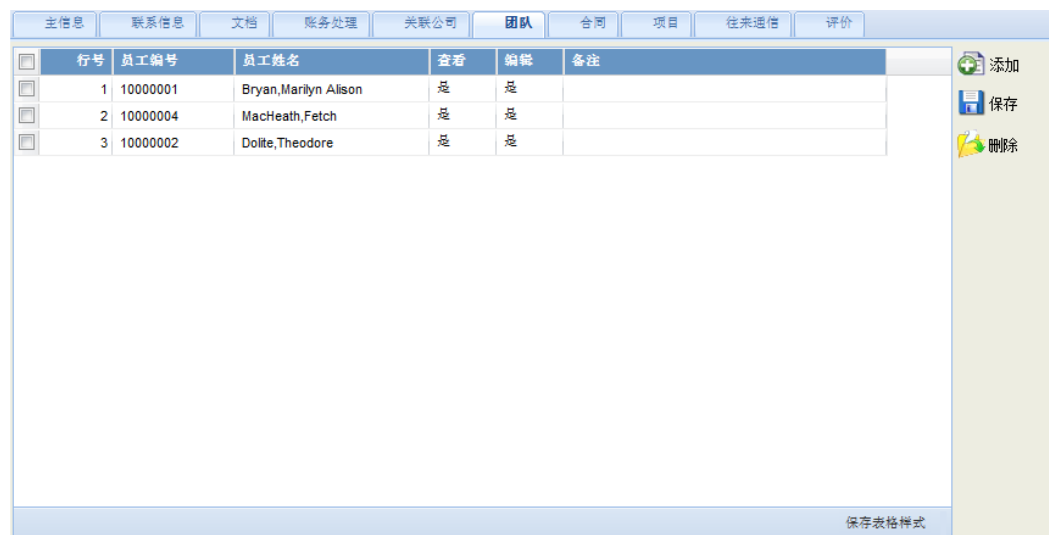 主信息 联系信息 文档 账务处理 关联公司 团队 合同 项目 往来通信 评价
行号 员工编号 员工姓名 查看 编辑 备注
1 10000001 Bryan,Marilyn Alison 是 是
2 10000004 MacHeath,Fetch 是 是
3 10000002 Dolite,Theodore 是 是
添加
保存
删除
保存表格样式